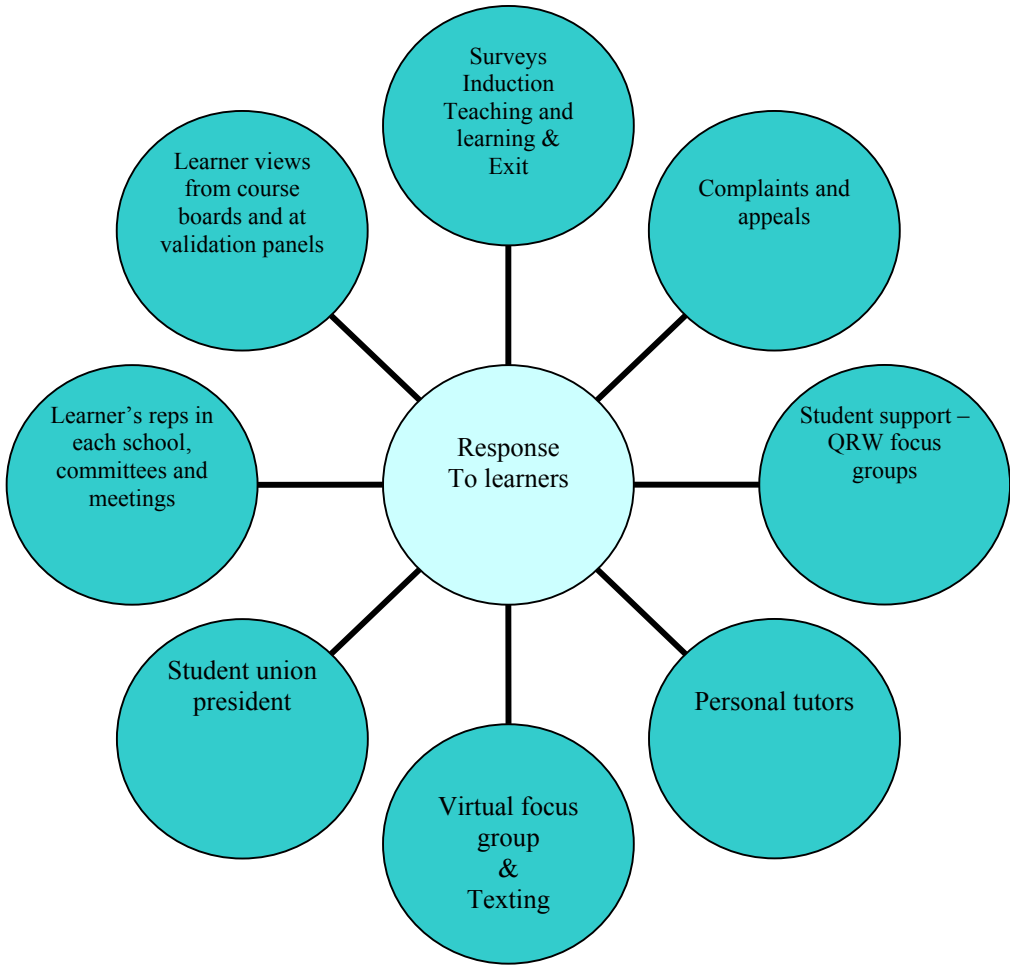 Surveys
Induction
Teaching and
learning &
Exit
Complaints and
appeals
Student support –
QRW focus
groups
Personal tutors
Virtual focus
group
&
Texting
Student union
president
Learner’s reps in
each school,
committees and
meetings
Learner views
from course
boards and at
validation panels
Response
To learners